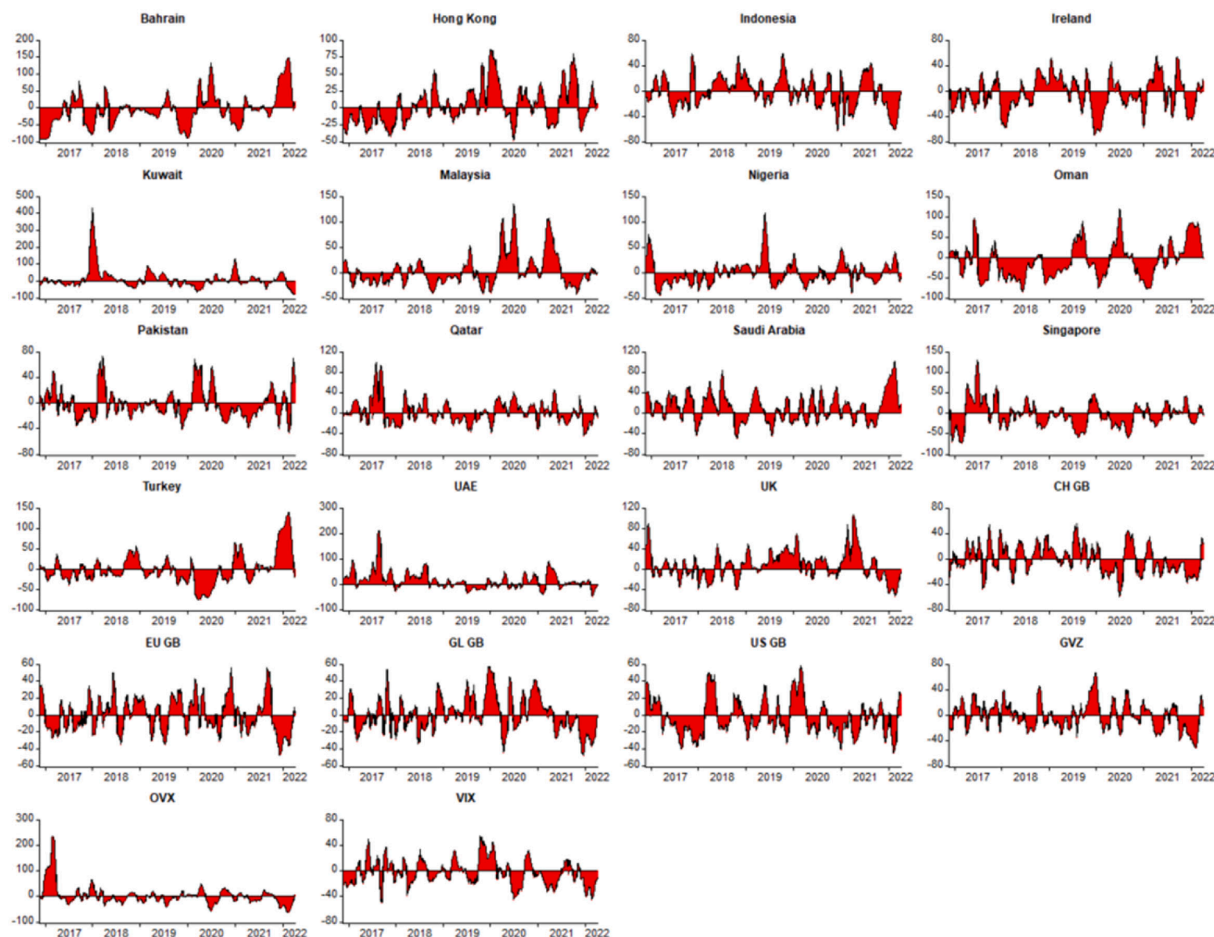 Bahrain
200
150
100
50
0
-50
-100
2017 2018 2019 2020 2021 2022
Hong Kong
100
75
50
25
0
-25
-50
2017 2018 2019 2020 2021 2022
Indonesia
80
40
0
-40
-80
2017 2018 2019 2020 2021 2022
Ireland
80
40
0
-40
-80
2017 2018 2019 2020 2021 2022
Kuwait
500
400
300
200
100
0
-100
2017 2018 2019 2020 2021 2022
Malaysia
150
100
50
0
-50
2017 2018 2019 2020 2021 2022
Nigeria
150
100
50
0
-50
2017 2018 2019 2020 2021 2022
Oman
150
100
50
0
-50
-100
2017 2018 2019 2020 2021 2022
Pakistan
80
40
0
-40
-80
2017 2018 2019 2020 2021 2022
Qatar
120
80
40
0
-40
-80
2017 2018 2019 2020 2021 2022
Saudi Arabia
120
80
40
0
-40
-80
2017 2018 2019 2020 2021 2022
Singapore
150
100
50
0
-50
-100
2017 2018 2019 2020 2021 2022
Turkey
150
100
50
0
-50
-100
2017 2018 2019 2020 2021 2022
UAE
300
200
100
0
-100
2017 2018 2019 2020 2021 2022
UK
120
80
40
0
-40
-80
2017 2018 2019 2020 2021 2022
CH GB
80
40
0
-40
-80
2017 2018 2019 2020 2021 2022
EU GB
60
40
20
0
-20
-40
-60
2017 2018 2019 2020 2021 2022
GL GB
60
40
20
0
-20
-40
-60
2017 2018 2019 2020 2021 2022
US GB
60
40
20
0
-20
-40
-60
2017 2018 2019 2020 2021 2022
GVZ
80
40
0
-40
-80
2017 2018 2019 2020 2021 2022
OVX
300
200
100
0
-100
2017 2018 2019 2020 2021 2022
VIX
80
40
0
-40
-80
2017 2018 2019 2020 2021 2022